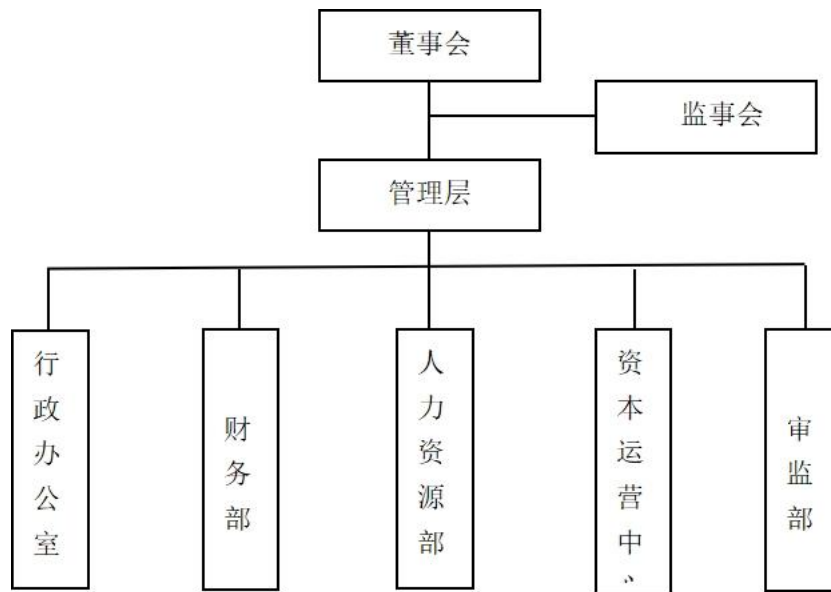 董事会
监事会
管理层
行政办公室
财务部
人力资源部
资本运营中
审监部